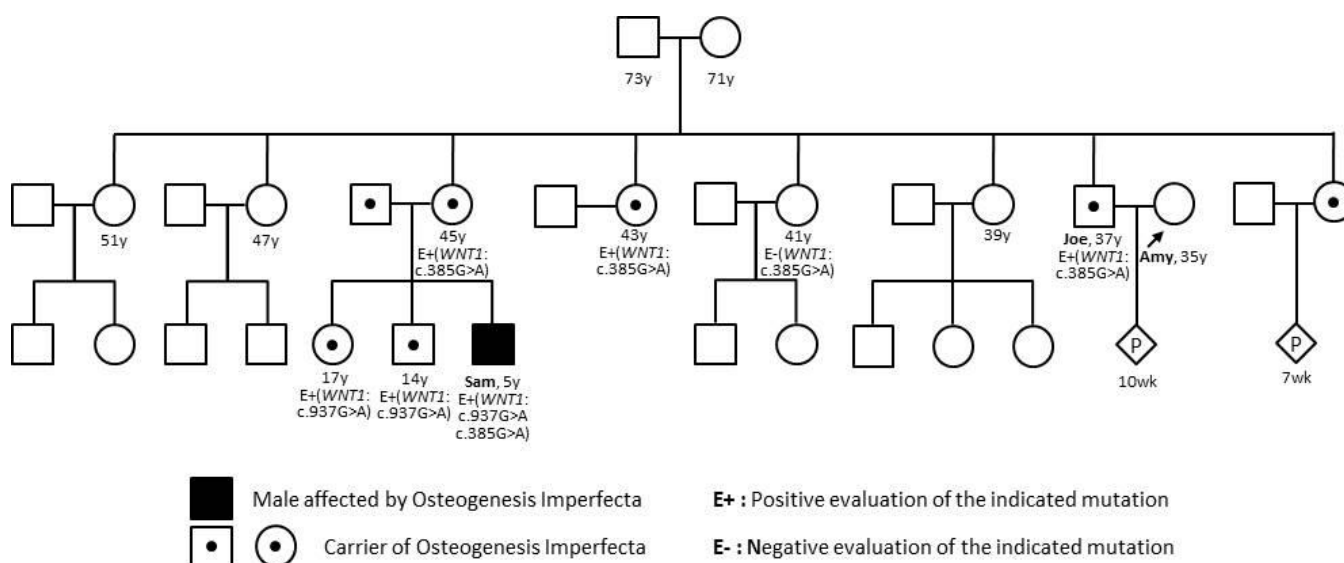 73y
71y
51y
47y
45y
E+(WNT1:
c.385G>A)
43y
E+(WNT1:
c.385G>A)
41y
E-(WNT1:
c.385G>A)
39y
Joe, 37y
E+(WNT1:
c.385G>A)
Amy, 35y
17y
E+(WNT1:
c.937G>A)
14y
E+(WNT1:
c.937G>A)
Sam, 5y
E+(WNT1:
c.937G>A
c.385G>A)
P
10wk
P
7wk
Male affected by Osteogenesis Imperfecta
E+ : Positive evaluation of the indicated mutation
Carrier of Osteogenesis Imperfecta
E- : Negative evaluation of the indicated mutation